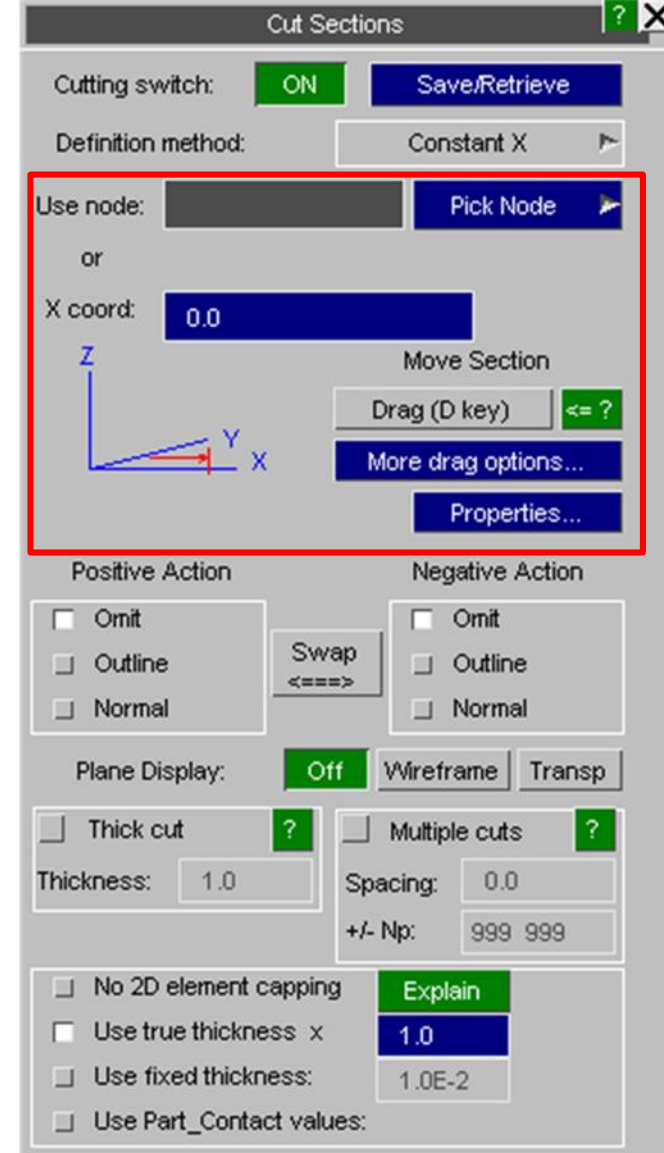 Cut Sections ? X
Cutting switch: ON Save/Retrieve
Definition method: Constant X
Use node: Pick Node
or
X coord: 0.0
Z
Y
X
Move Section
Drag (D key) <= ?
More drag options...
Properties...
Positive Action Negative Action
Omit Omit
Outline Swap Outline
<===>
Normal Normal
Plane Display: Off Wireframe Transp
Thick cut ? Multiple cuts ?
Thickness: 1.0 Spacing: 0.0
+/- Np: 999 999
No 2D element capping Explain
Use true thickness x 1.0
Use fixed thickness: 1.0E-2
Use Part_Contact values: